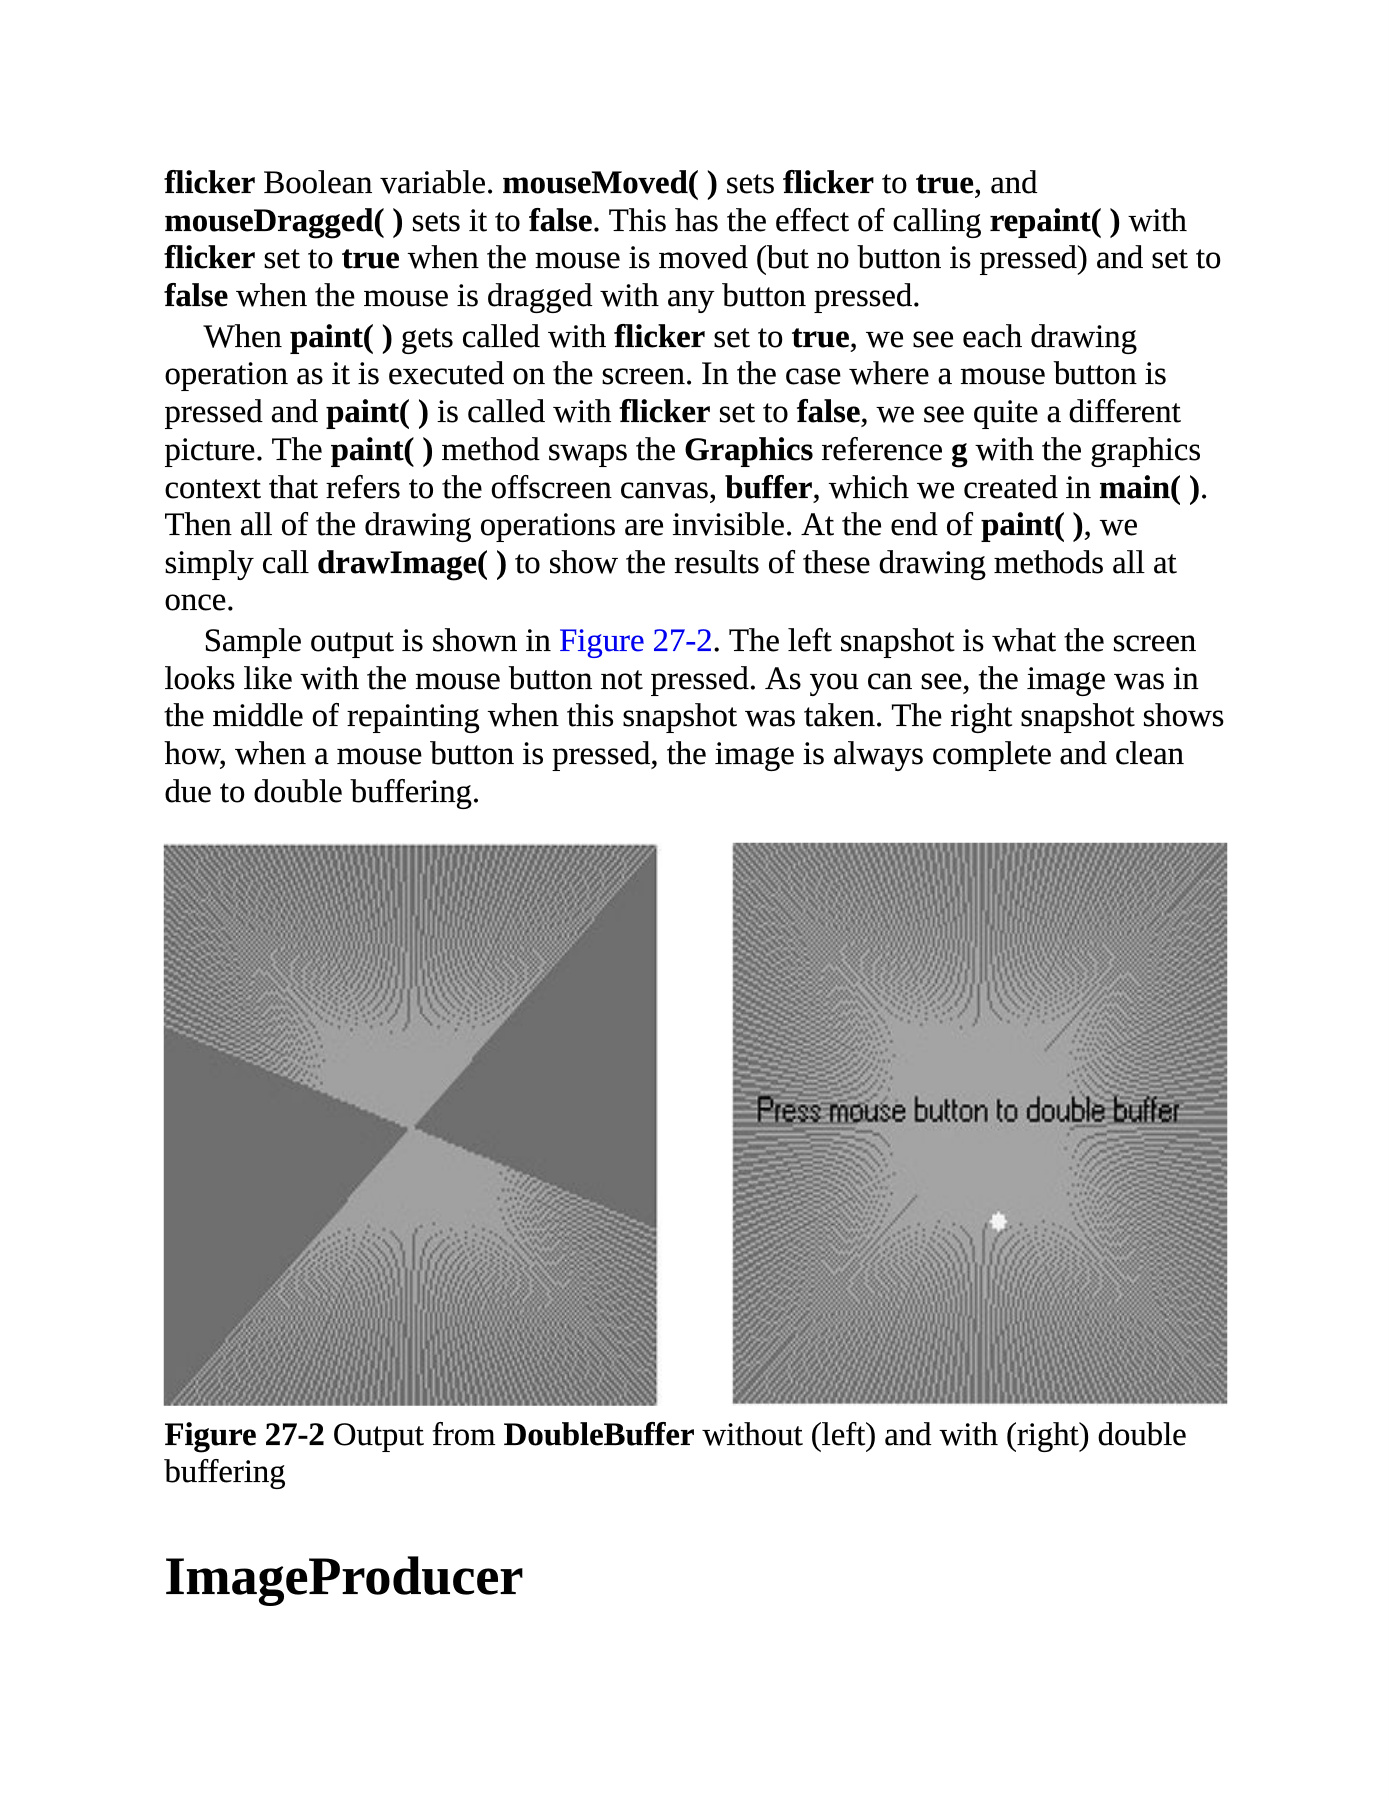 flicker Boolean variable. mouseMoved( ) sets flicker to true, and
mouseDragged( ) sets it to false. This has the effect of calling repaint( ) with
flicker set to true when the mouse is moved (but no button is pressed) and set to
false when the mouse is dragged with any button pressed.
When paint( ) gets called with flicker set to true, we see each drawing
operation as it is executed on the screen. In the case where a mouse button is
pressed and paint( ) is called with flicker set to false, we see quite a different
picture. The paint( ) method swaps the Graphics reference g with the graphics
context that refers to the offscreen canvas, buffer, which we created in main( ).
Then all of the drawing operations are invisible. At the end of paint( ), we
simply call drawImage( ) to show the results of these drawing methods all at
once.
Sample output is shown in Figure 27-2. The left snapshot is what the screen
looks like with the mouse button not pressed. As you can see, the image was in
the middle of repainting when this snapshot was taken. The right snapshot shows
how, when a mouse button is pressed, the image is always complete and clean
due to double buffering.
Press mouse button to double buffer
Figure 27-2 Output from DoubleBuffer without (left) and with (right) double
buffering
ImageProducer